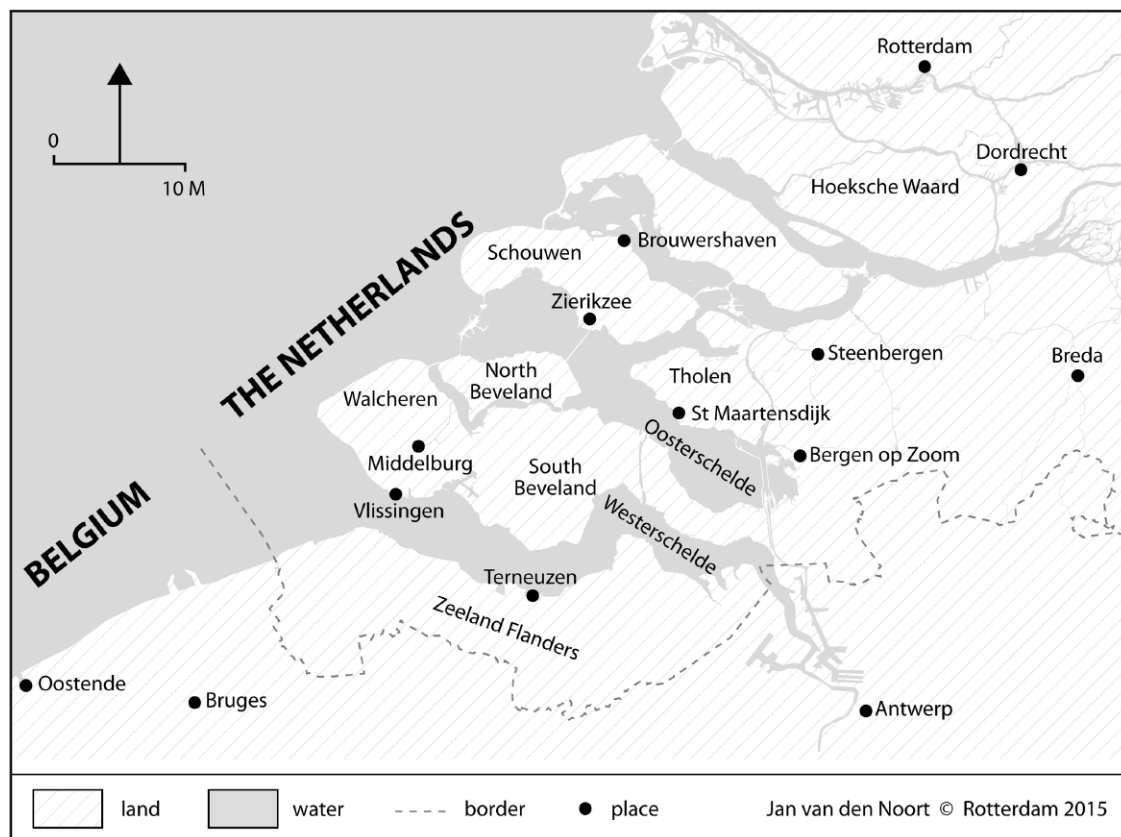 Rotterdam
0
10 M
Dordrecht
Hoeksche Waard
THE NETHERLANDS
Brouwershaven
Schouwen
Zierikzee
Steenbergen
Breda
North
Beveland
Tholen
Walcheren
St Maartensdijk
Oosterschelde
Middelburg
Bergen op Zoom
South
Beveland
Vlissingen
Westerschelde
BELGIUM
Terneuzen
Zeeland Flanders
Oostende
Bruges
Antwerp
land
water
border
place
Jan van den Noort © Rotterdam 2015